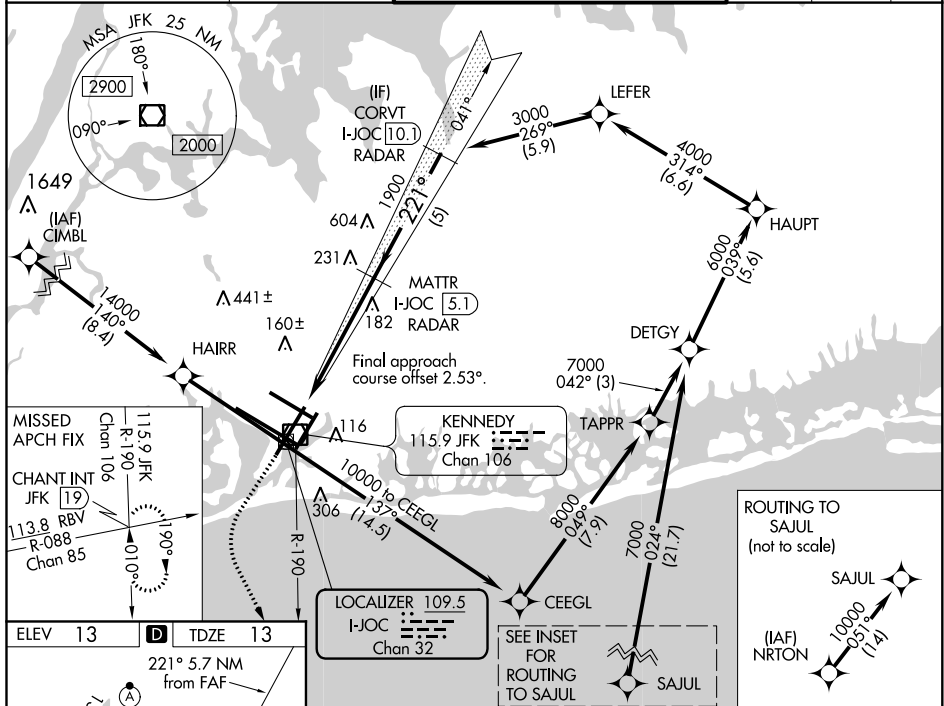 MSA JFK 25 NM
180°
2900
090°
2000
1649
(IAF)
CIMBL
14000
140°
(8.4)
HAIRR
(IF)
CORVT
I-JOC 10.1
RADAR
041°
1900
221°
(5)
604
231
MATTR
I-JOC 5.1
RADAR
182
441±
160±
Final approach
course offset 2.53°.
LEFER
3000
269°
(5.9)
4000
314°
(6.6)
HAUPT
6000
039°
(5.6)
DETGY
7000
042° (3)
TAPPR
116
KENNEDY
115.9 JFK
Chan 106
10000 to CEEGL
137°
(14.5)
306
R-190
8000
049°
(7.9)
7000
024°
(21.7)
CEEGL
LOCALIZER 109.5
I-JOC
Chan 32
SEE INSET
FOR
ROUTING
TO SAJUL
SAJUL
ROUTING TO
SAJUL
(not to scale)
SAJUL
10000
051°
(14)
(IAF)
NRTON
MISSED
APCH FIX
115.9 JFK
R-190
Chan 106
CHANT INT
JFK 19
113.8 RBV
R-088
Chan 85
190°
010°
ELEV 13
D
TDZE 13
221° 5.7 NM
from FAF
A